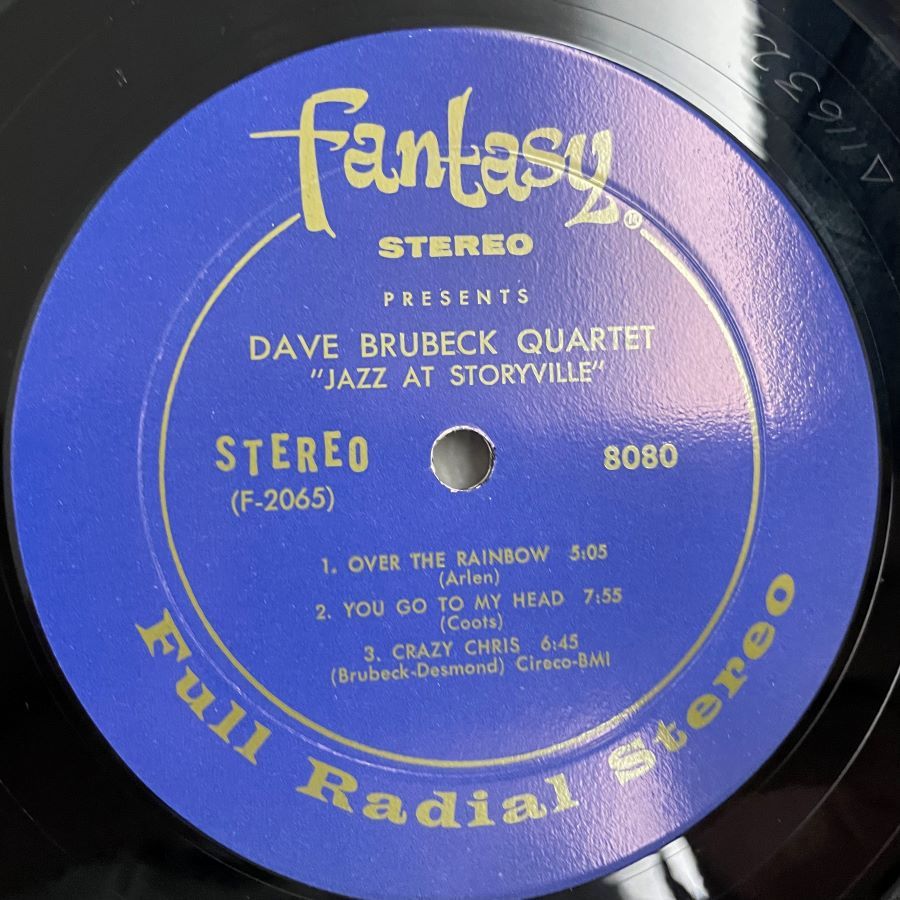 fantasy ®
STEREO
PRESENTS
DAVE BRUBECK QUARTET
"JAZZ AT STORYVILLE"
STEREO 8080
(F-2065)
1. OVER THE RAINBOW 5:05
(Arlen)
2. YOU GO TO MY HEAD 7:55
(Coots)
3. CRAZY CHRIS 6:45
(Brubeck-Desmond) Cireco-BMI
Full Radial Stereo
Δ1632